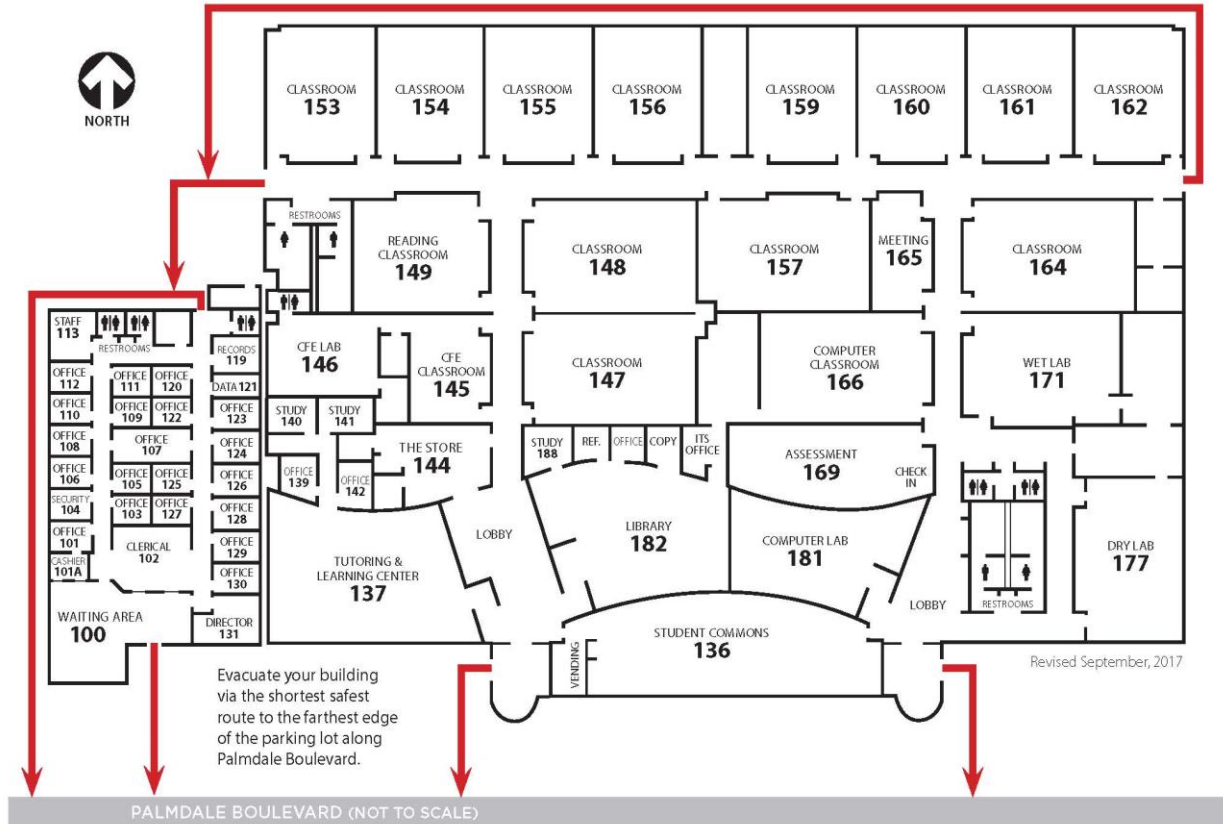 NORTH
CLASSROOM
153
CLASSROOM
154
CLASSROOM
155
CLASSROOM
156
CLASSROOM
159
CLASSROOM
160
CLASSROOM
161
CLASSROOM
162
RESTROOMS
READING
CLASSROOM
149
CLASSROOM
148
CLASSROOM
157
MEETING
165
CLASSROOM
164
STAFF
113
RESTROOMS
OFFICE
112
OFFICE
111
OFFICE
120
RECORDS
119
DATA 121
OFFICE
110
OFFICE
109
OFFICE
122
OFFICE
123
OFFICE
108
OFFICE
107
OFFICE
124
OFFICE
106
OFFICE
105
OFFICE
125
OFFICE
126
SECURITY
104
OFFICE
103
OFFICE
127
OFFICE
128
OFFICE
101
CLERICAL
102
OFFICE
129
CASHIER
101A
OFFICE
130
WAITING AREA
100
DIRECTOR
131
CFE LAB
146
CFE
CLASSROOM
145
CLASSROOM
147
COMPUTER
CLASSROOM
166
WET LAB
171
STUDY
140
STUDY
141
THE STORE
144
OFFICE
139
OFFICE
142
STUDY
188
REF.
OFFICE
COPY
ITS
OFFICE
ASSESSMENT
169
CHECK
IN
LOBBY
LIBRARY
182
COMPUTER LAB
181
TUTORING &
LEARNING CENTER
137
LOBBY
RESTROOMS
DRY LAB
177
STUDENT COMMONS
136
VENDING
Revised September, 2017
Evacuate your building
via the shortest safest
route to the farthest edge
of the parking lot along
Palmdale Boulevard.
PALMDALE BOULEVARD (NOT TO SCALE)